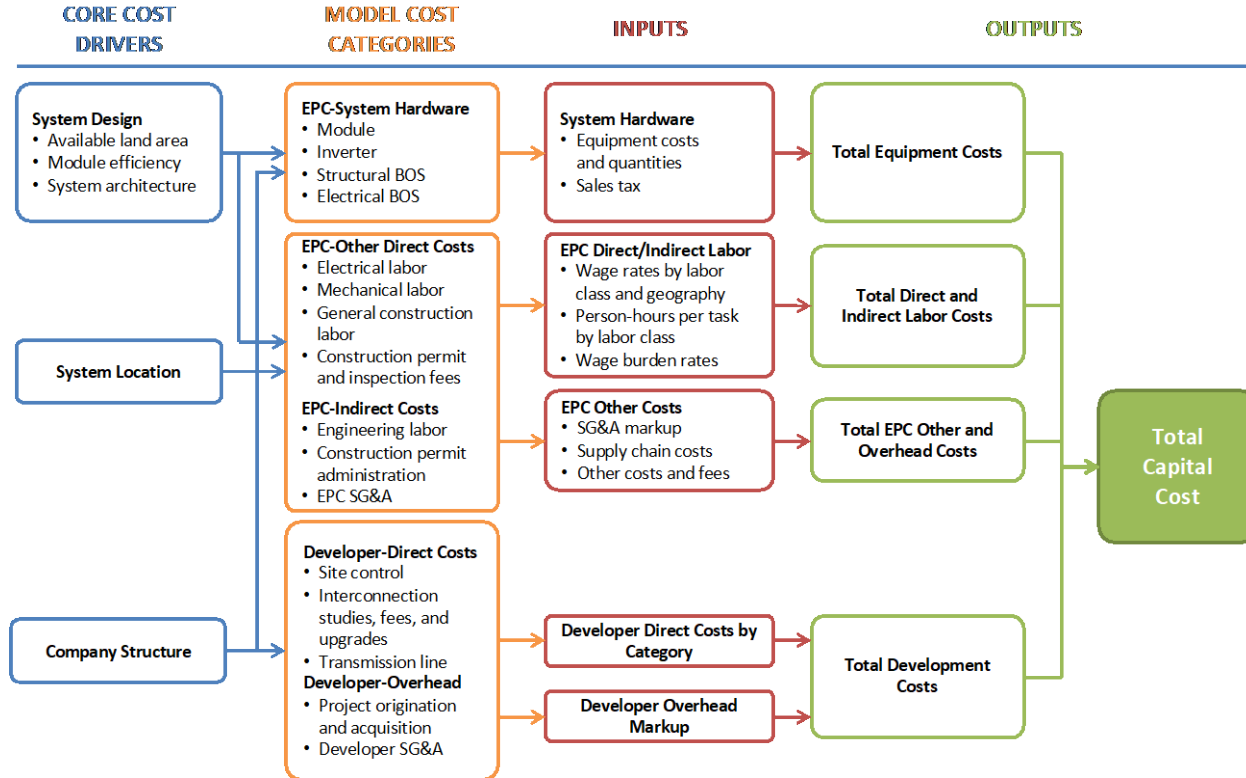 CORE COST
DRIVERS
MODEL COST
CATEGORIES
INPUTS
OUTPUTS
System Design
• Available land area
• Module efficiency
• System architecture
System Location
Company Structure
EPC-System Hardware
• Module
• Inverter
• Structural BOS
• Electrical BOS
EPC-Other Direct Costs
• Electrical labor
• Mechanical labor
• General construction
labor
• Construction permit
and inspection fees
EPC-Indirect Costs
• Engineering labor
• Construction permit
administration
• EPC SG&A
Developer-Direct Costs
• Site control
• Interconnection
studies, fees, and
upgrades
• Transmission line
Developer-Overhead
• Project origination
and acquisition
• Developer SG&A
System Hardware
• Equipment costs
and quantities
• Sales tax
EPC Direct/Indirect Labor
• Wage rates by labor
class and geography
• Person-hours per task
by labor class
• Wage burden rates
EPC Other Costs
• SG&A markup
• Supply chain costs
• Other costs and fees
Developer Direct Costs by
Category
Developer Overhead
Markup
Total Equipment Costs
Total Direct and
Indirect Labor Costs
Total EPC Other and
Overhead Costs
Total Development
Costs
Total
Capital
Cost